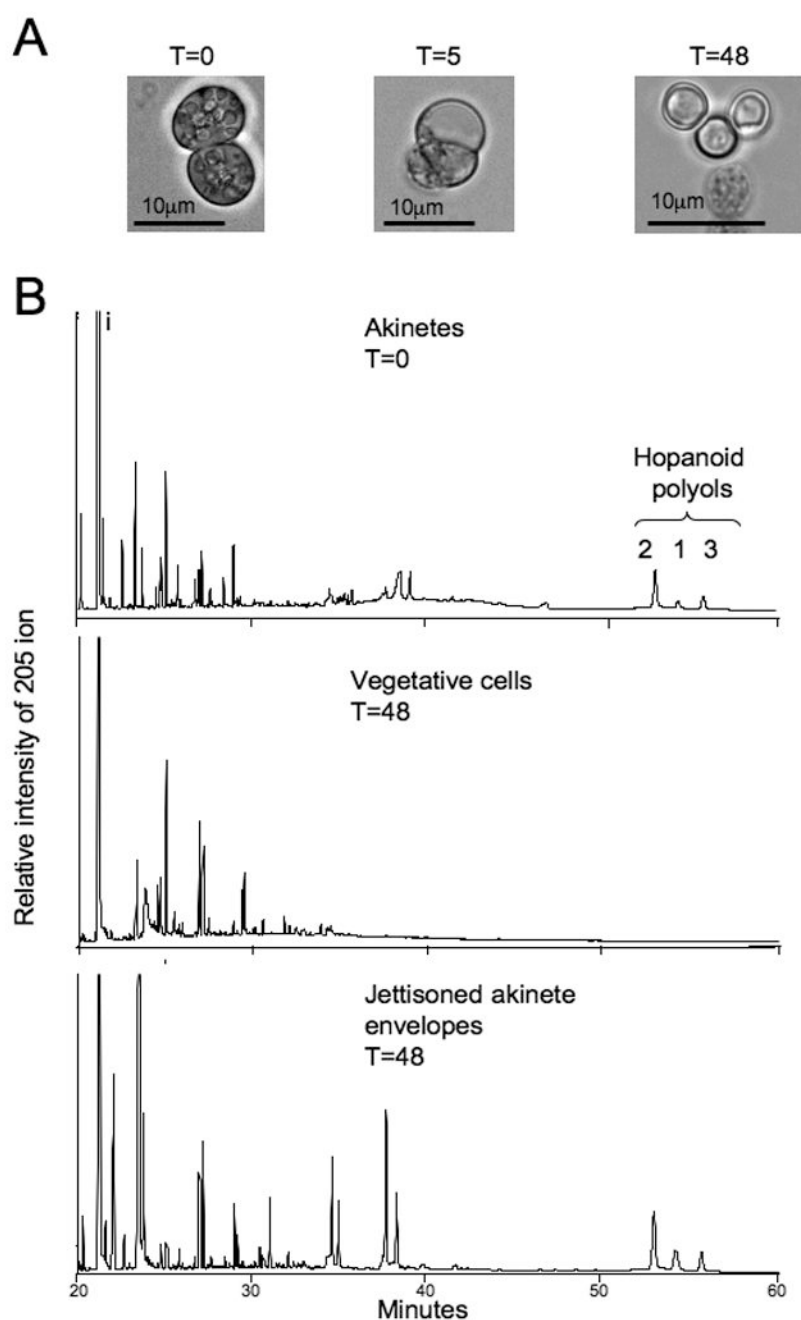 A
T=0
T=5
T=48
10μm
10μm
10μm
B
i
Akinetes
T=0
Hopanoid
polyols
2 1 3
Vegetative cells
T=48
Relative intensity of 205 ion
Jettisoned akinete
envelopes
T=48
20
30
40
50
60
Minutes